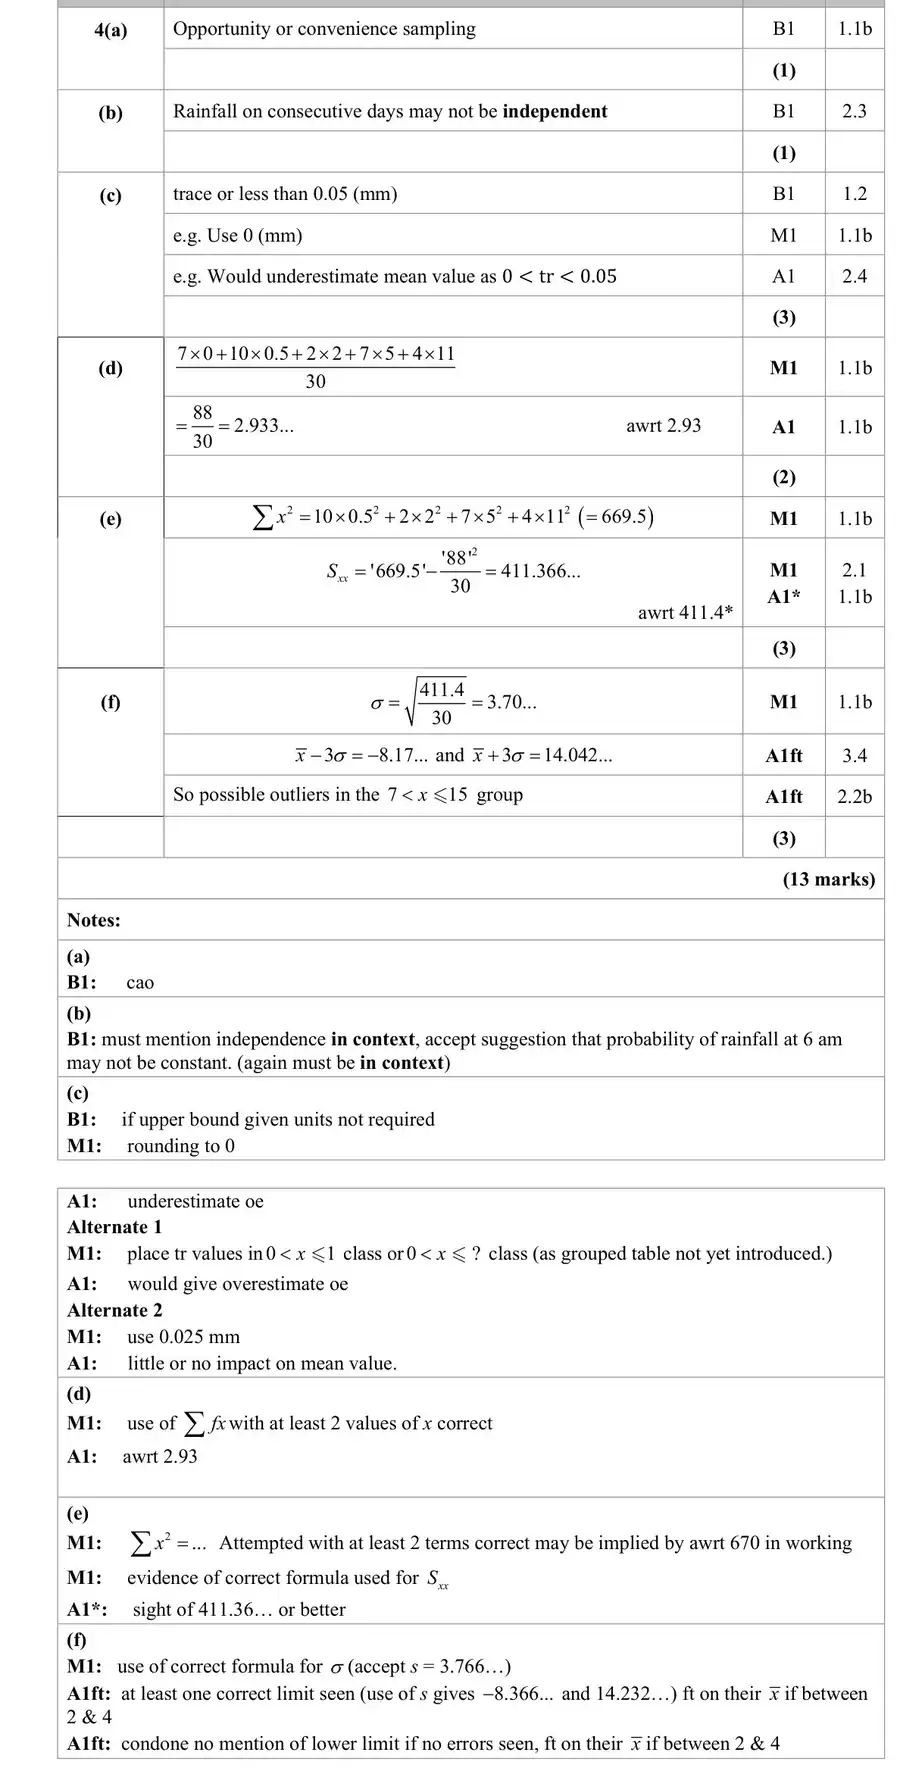 4(a) Opportunity or convenience sampling B1 1.1b
(1)
(b) Rainfall on consecutive days may not be independent B1 2.3
(1)
(c) trace or less than 0.05 (mm) B1 1.2
e.g. Use 0 (mm) M1 1.1b
e.g. Would underestimate mean value as 0 < tr < 0.05 A1 2.4
(3)
(d) (7×0+10×0.5+2×2+7×5+4×11)/30 M1 1.1b
= 88/30 = 2.933... awrt 2.93 A1 1.1b
(2)
(e) ∑x² = 10×0.5² + 2×2² + 7×5² + 4×11² (= 669.5) M1 1.1b
Sxx = '669.5'– '88'²/30 = 411.366... M1 2.1
awrt 411.4* A1* 1.1b
(3)
(f) σ = √(411.4/30) = 3.70... M1 1.1b
x̅ – 3σ = –8.17... and x̅ + 3σ = 14.042... A1ft 3.4
So possible outliers in the 7 < x ⩽ 15 group A1ft 2.2b
(3)
(13 marks)
Notes:
(a)
B1: cao
(b)
B1: must mention independence in context, accept suggestion that probability of rainfall at 6 am
may not be constant. (again must be in context)
(c)
B1: if upper bound given units not required
M1: rounding to 0
A1: underestimate oe
Alternate 1
M1: place tr values in 0 < x ⩽ 1 class or 0 < x ⩽ ? class (as grouped table not yet introduced.)
A1: would give overestimate oe
Alternate 2
M1: use 0.025 mm
A1: little or no impact on mean value.
(d)
M1: use of ∑fx with at least 2 values of x correct
A1: awrt 2.93
(e)
M1: ∑x² = ... Attempted with at least 2 terms correct may be implied by awrt 670 in working
M1: evidence of correct formula used for Sxx
A1*: sight of 411.36… or better
(f)
M1: use of correct formula for σ (accept s = 3.766…)
A1ft: at least one correct limit seen (use of s gives –8.366... and 14.232…) ft on their x̅ if between
2 & 4
A1ft: condone no mention of lower limit if no errors seen, ft on their x̅ if between 2 & 4